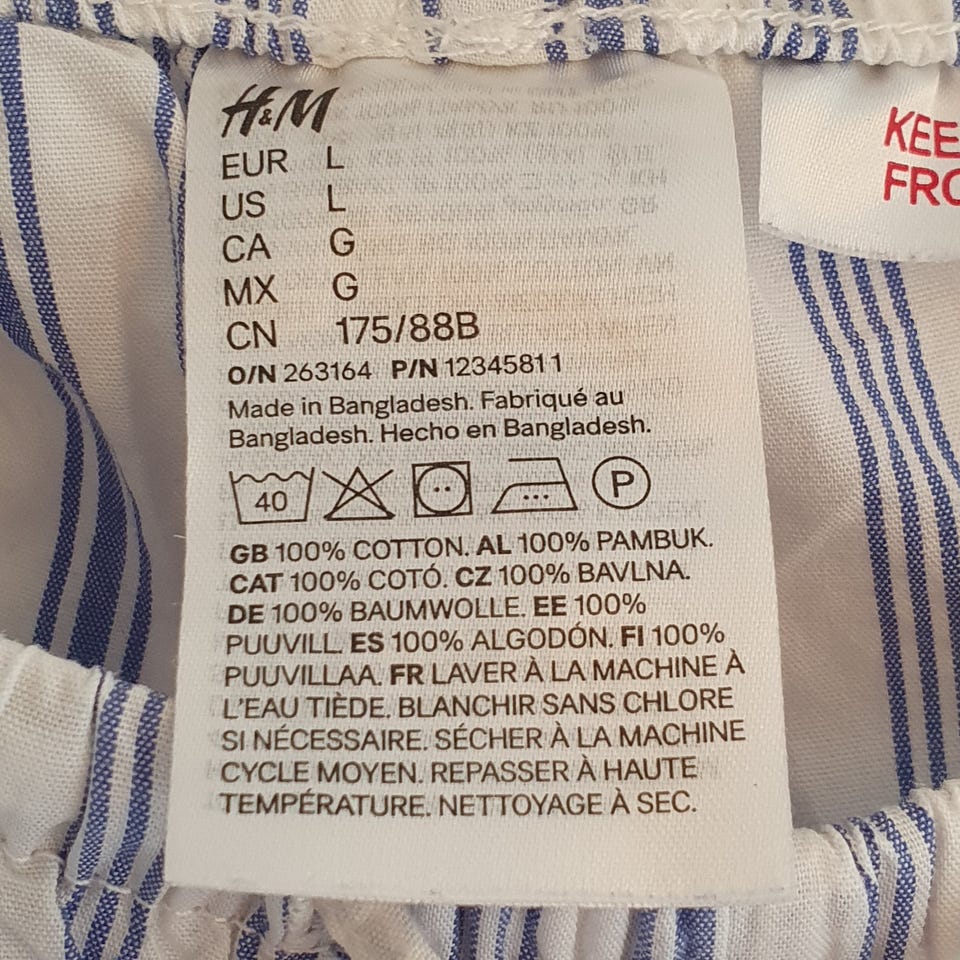 H&M
EUR L
US L
CA G
MX G
CN 175/88B
O/N 263164 P/N 12345811
Made in Bangladesh. Fabriqué au
Bangladesh. Hecho en Bangladesh.
40 P
GB 100% COTTON. AL 100% PAMBUK.
CAT 100% COTÓ. CZ 100% BAVLNA.
DE 100% BAUMWOLLE. EE 100%
PUUVILL. ES 100% ALGODÓN. FI 100%
PUUVILLAA. FR LAVER À LA MACHINE À
L'EAU TIÈDE. BLANCHIR SANS CHLORE
SI NÉCESSAIRE. SÉCHER À LA MACHINE
CYCLE MOYEN. REPASSER À HAUTE
TEMPÉRATURE. NETTOYAGE À SEC.
KEE
FRO